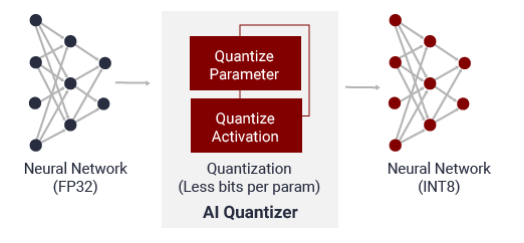 Quantize
Parameter
Quantize
Activation
Neural Network
(FP32)
Quantization
(Less bits per param)
AI Quantizer
Neural Network
(INT8)